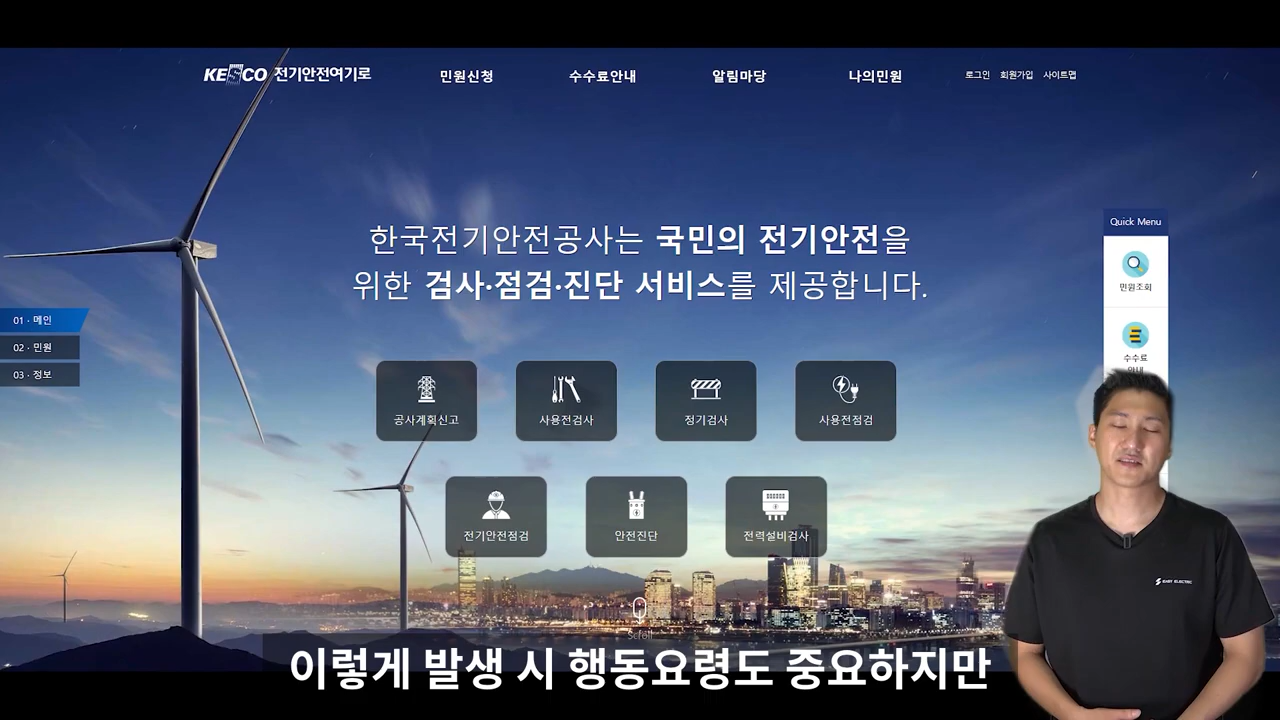 KESCO 전기안전여기로
민원신청
수수료안내
알림마당
나의민원
로그인 회원가입 사이트맵
한국전기안전공사는 국민의 전기안전을
위한 검사·점검·진단 서비스를 제공합니다.
01 · 메인
02 · 민원
03 · 정보
Quick Menu
민원조회
수수료
안내
공사계획신고
사용전검사
정기검사
사용전점검
전기안전점검
안전진단
전력설비검사
Scroll
EASY ELECTRIC
이렇게 발생 시 행동요령도 중요하지만